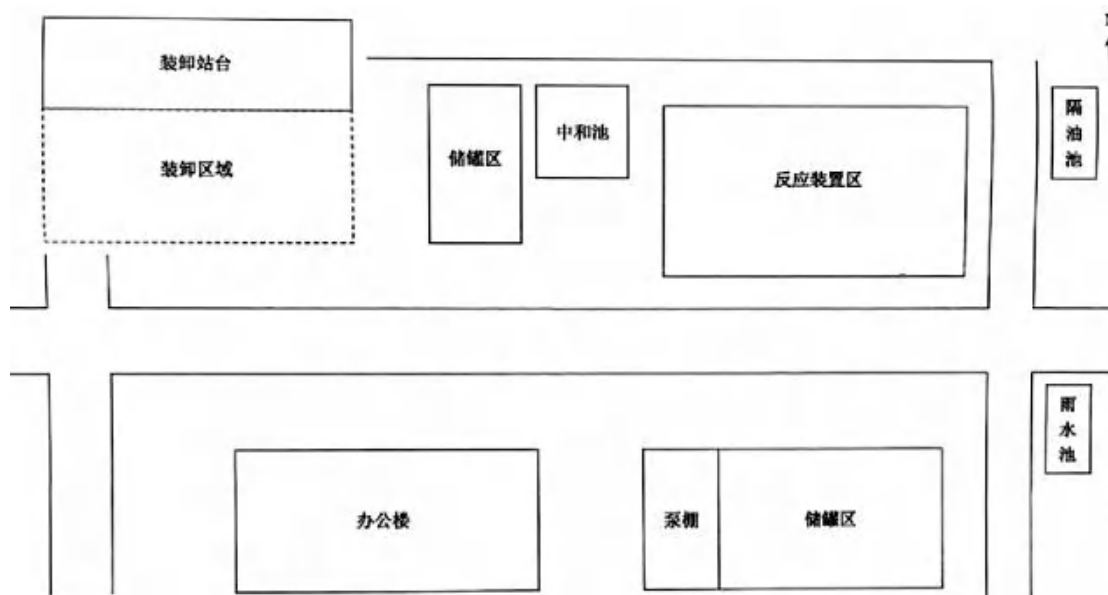 装卸站台
装卸区域
储罐区
中和池
反应装置区
隔油池
办公楼
泵棚
储罐区
雨水池